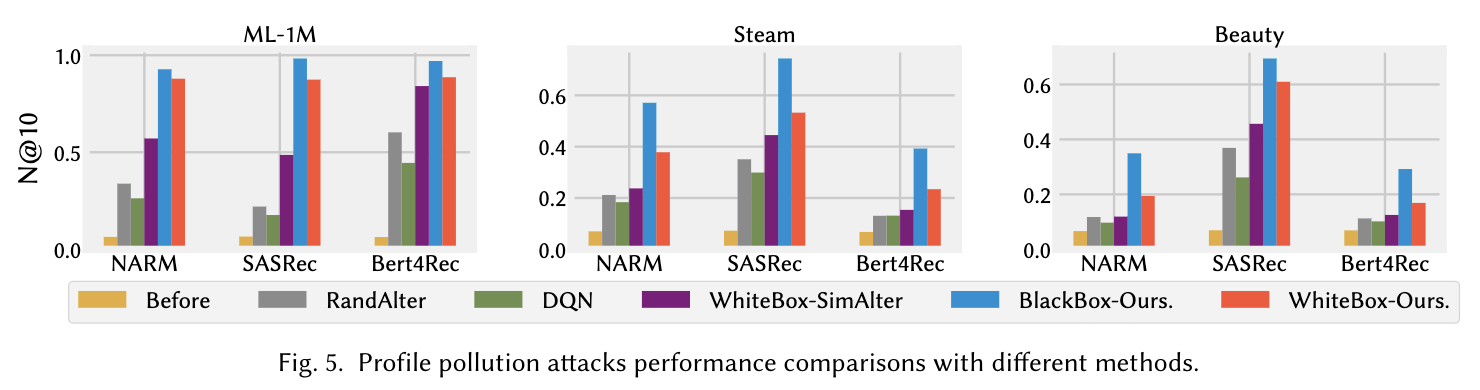 ML-1M
Steam
Beauty
N@10
1.0
0.5
0.0
NARM SASRec Bert4Rec
0.6
0.4
0.2
0.0
NARM SASRec Bert4Rec
0.6
0.4
0.2
0.0
NARM SASRec Bert4Rec
Before RandAlter DQN WhiteBox-SimAlter BlackBox-Ours. WhiteBox-Ours.
Fig. 5. Profile pollution attacks performance comparisons with different methods.